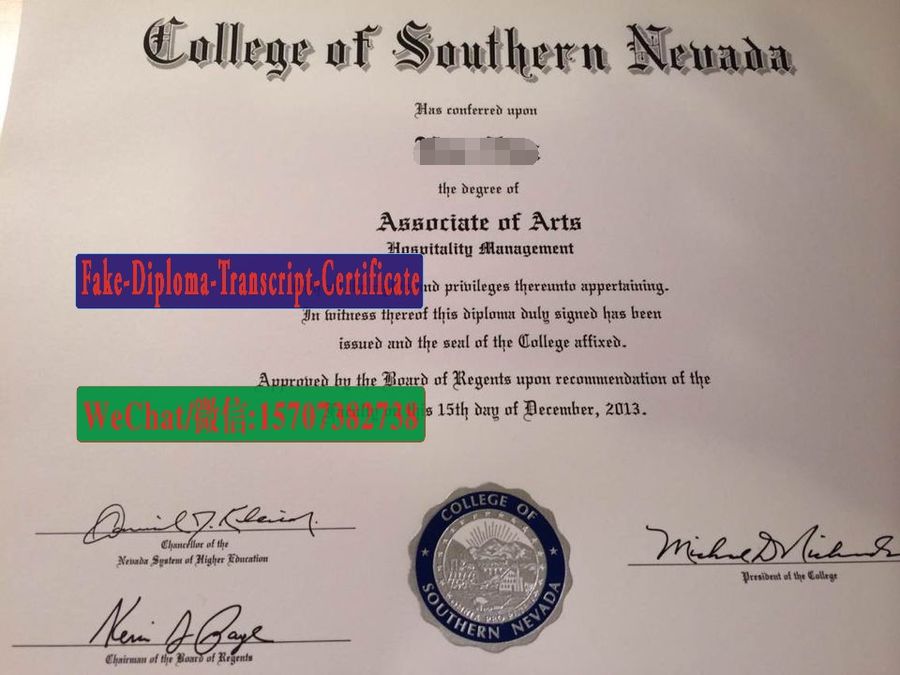 College of Southern Nevada
Has conferred upon
the degree of
Associate of Arts
Hospitality Management
Fake-Diploma-Transcript-Certificate
and privileges thereunto appertaining.
In witness thereof this diploma duly signed has been
issued and the seal of the College affixed.
Approved by the Board of Regents upon recommendation of the
WeChat/微信:15707382738
this 15th day of December, 2013.
COLLEGE OF
SOUTHERN NEVADA
Chancellor of the
Nevada System of Higher Education
President of the College
Chairman of the Board of Regents